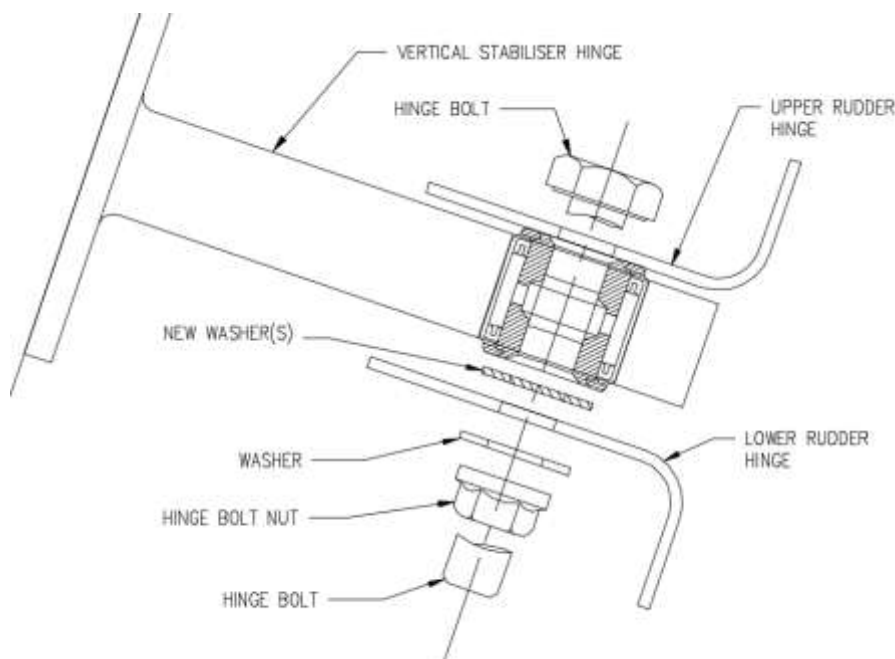 VERTICAL STABILISER HINGE
HINGE BOLT
UPPER RUDDER
HINGE
NEW WASHER(S)
LOWER RUDDER
HINGE
WASHER
HINGE BOLT NUT
HINGE BOLT